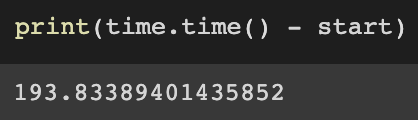 print(time.time() - start)
193.83389401435852